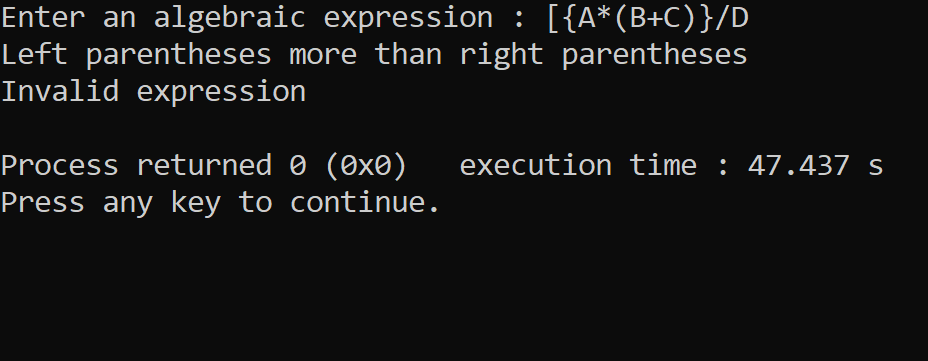 Enter an algebraic expression : [{A*(B+C)}/D
Left parentheses more than right parentheses
Invalid expression
Process returned 0 (0x0)   execution time : 47.437 s
Press any key to continue.